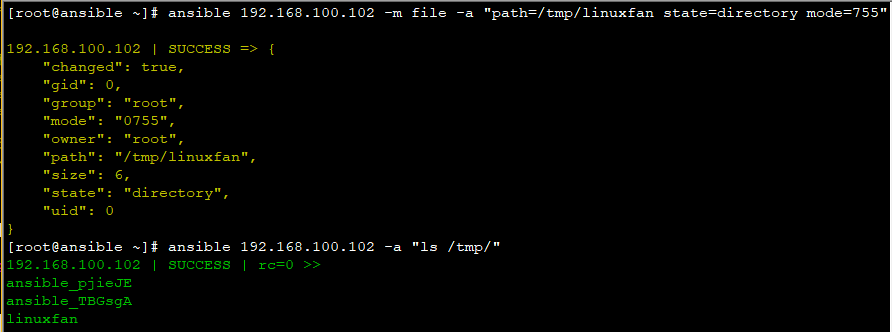 [root@ansible ~]# ansible 192.168.100.102 -m file -a "path=/tmp/linuxfan state=directory mode=755"
192.168.100.102 | SUCCESS => {
    "changed": true,
    "gid": 0,
    "group": "root",
    "mode": "0755",
    "owner": "root",
    "path": "/tmp/linuxfan",
    "size": 6,
    "state": "directory",
    "uid": 0
}
[root@ansible ~]# ansible 192.168.100.102 -a "ls /tmp/"
192.168.100.102 | SUCCESS | rc=0 >>
ansible_pjieJE
ansible_TBGsgA
linuxfan